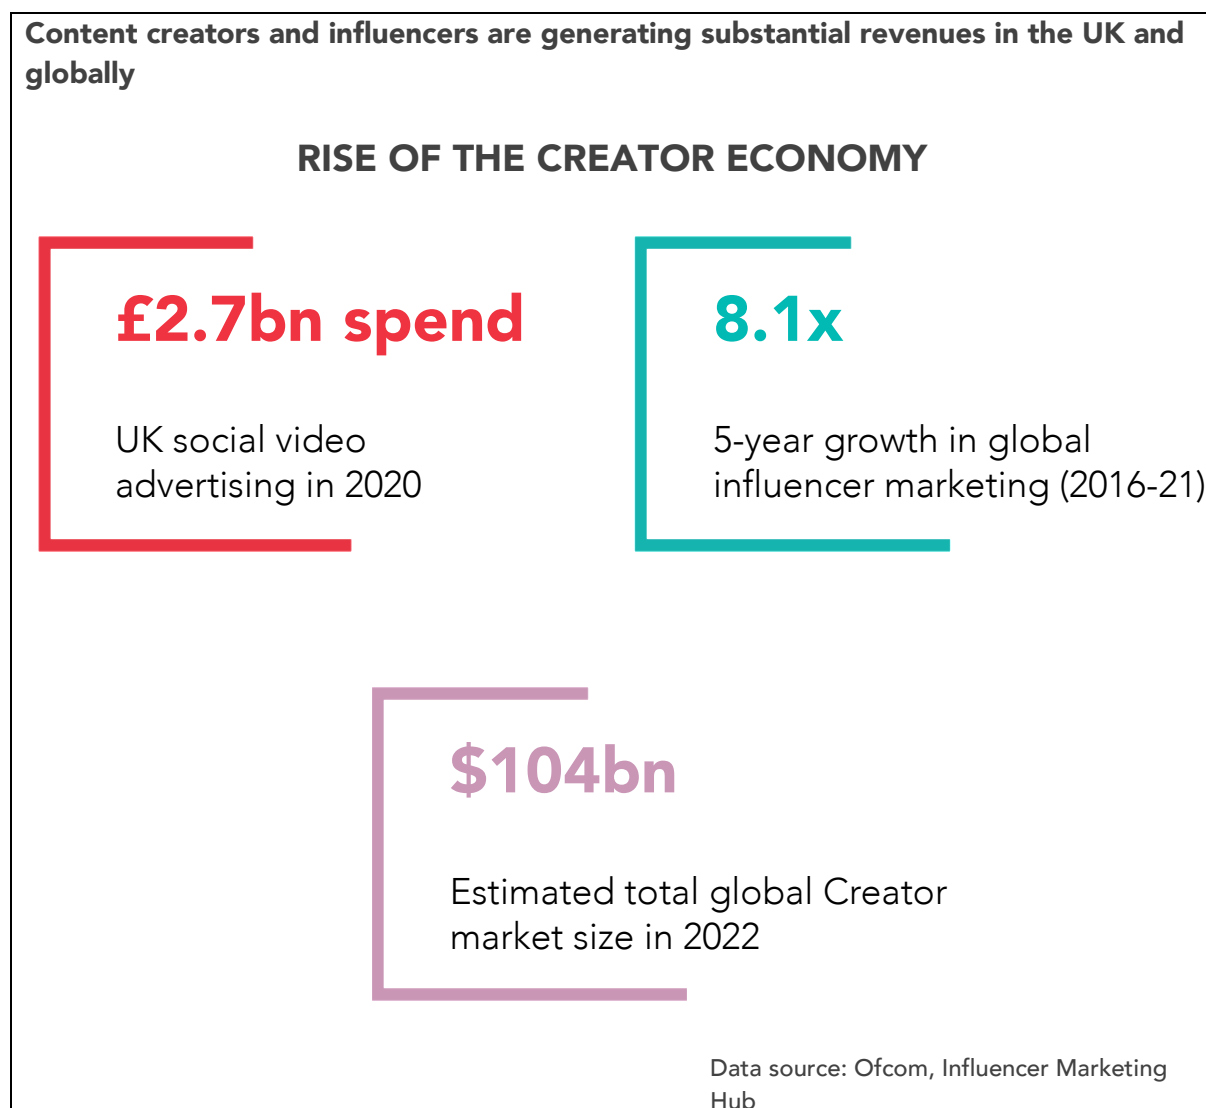 Content creators and influencers are generating substantial revenues in the UK and
globally
RISE OF THE CREATOR ECONOMY
£2.7bn spend
UK social video
advertising in 2020
8.1x
5-year growth in global
influencer marketing (2016-21)
$104bn
Estimated total global Creator
market size in 2022
Data source: Ofcom, Influencer Marketing
Hub